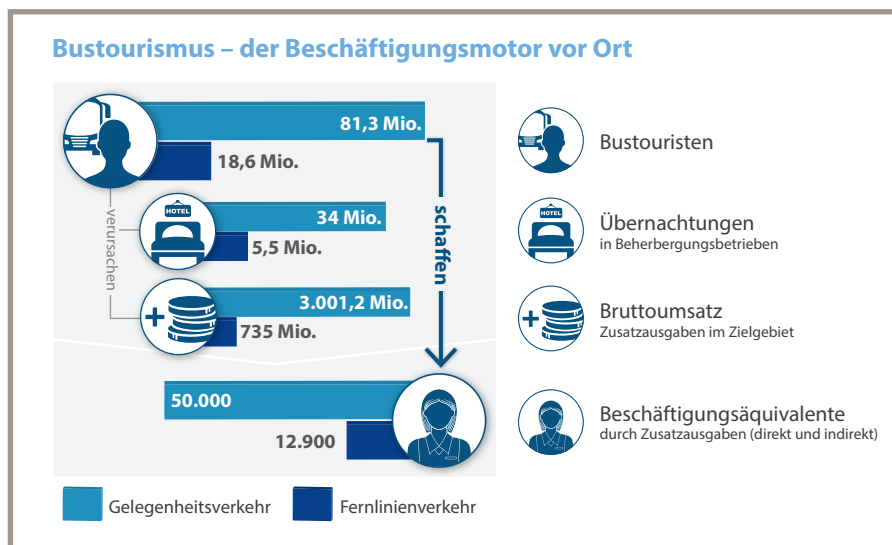 Bustourismus – der Beschäftigungsmotor vor Ort
81,3 Mio.
18,6 Mio.
Bustouristen
verursachen
schaffen
HOTEL
34 Mio.
5,5 Mio.
HOTEL
Übernachtungen
in Beherbergungsbetrieben
3.001,2 Mio.
735 Mio.
Bruttoumsatz
Zusatzausgaben im Zielgebiet
50.000
12.900
Beschäftigungsäquivalente
durch Zusatzausgaben (direkt und indirekt)
Gelegenheitsverkehr
Fernlinienverkehr